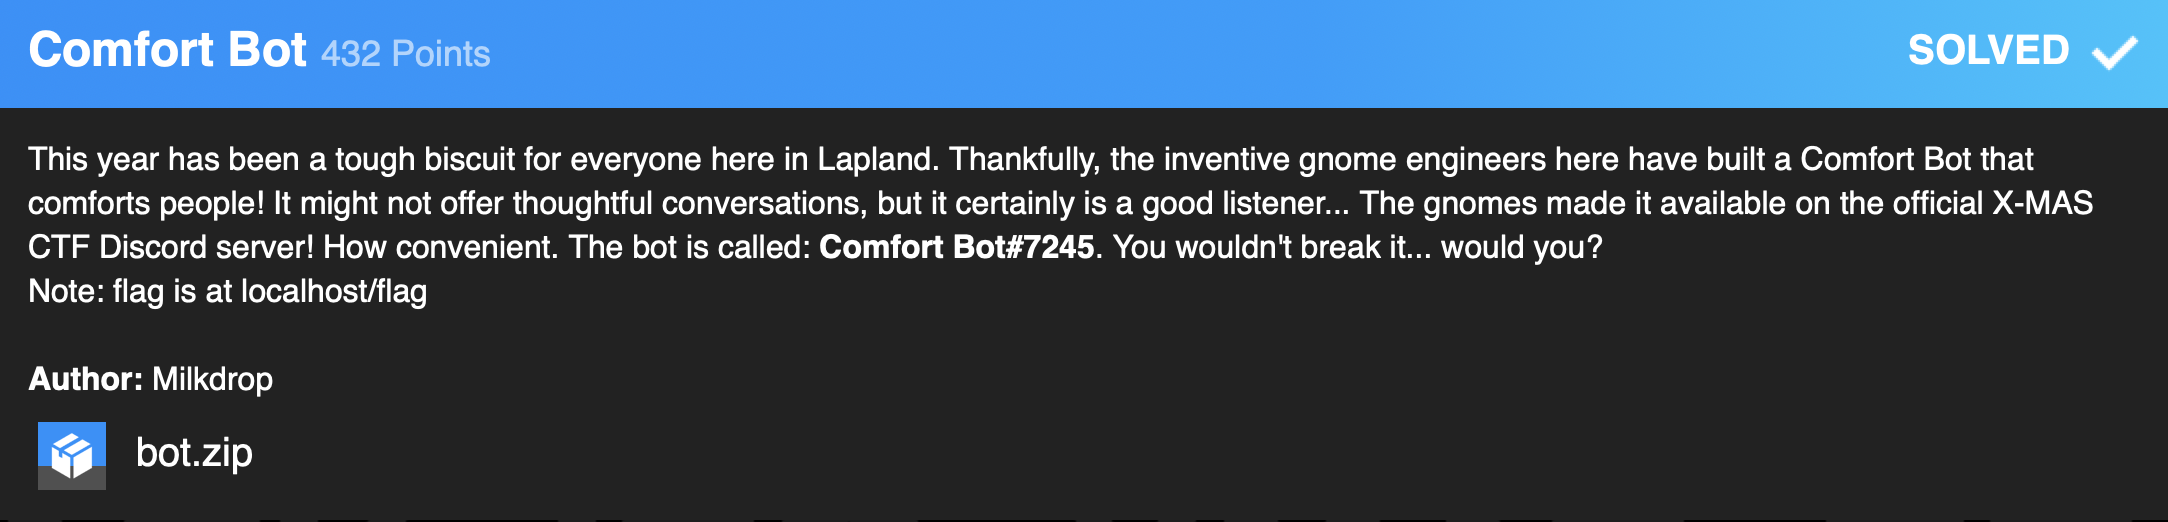 Comfort Bot 432 Points SOLVED
This year has been a tough biscuit for everyone here in Lapland. Thankfully, the inventive gnome engineers here have built a Comfort Bot that
comforts people! It might not offer thoughtful conversations, but it certainly is a good listener... The gnomes made it available on the official X-MAS
CTF Discord server! How convenient. The bot is called: Comfort Bot#7245. You wouldn't break it... would you?
Note: flag is at localhost/flag
Author: Milkdrop
bot.zip